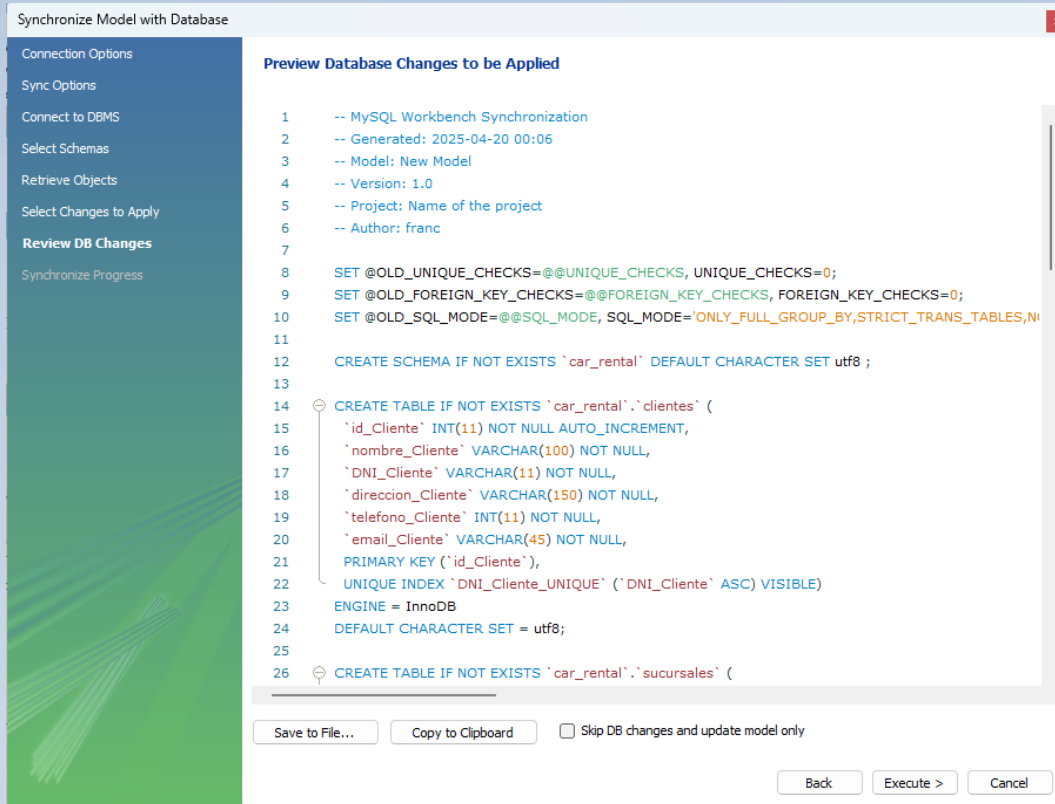 Synchronize Model with Database
Connection Options
Sync Options
Connect to DBMS
Select Schemas
Retrieve Objects
Select Changes to Apply
Review DB Changes
Synchronize Progress
Preview Database Changes to be Applied
1 -- MySQL Workbench Synchronization
2 -- Generated: 2025-04-20 00:06
3 -- Model: New Model
4 -- Version: 1.0
5 -- Project: Name of the project
6 -- Author: franc
7
8 SET @OLD_UNIQUE_CHECKS=@@UNIQUE_CHECKS, UNIQUE_CHECKS=0;
9 SET @OLD_FOREIGN_KEY_CHECKS=@@FOREIGN_KEY_CHECKS, FOREIGN_KEY_CHECKS=0;
10 SET @OLD_SQL_MODE=@@SQL_MODE, SQL_MODE='ONLY_FULL_GROUP_BY,STRICT_TRANS_TABLES,
11
12 CREATE SCHEMA IF NOT EXISTS `car_rental` DEFAULT CHARACTER SET utf8 ;
13
14 CREATE TABLE IF NOT EXISTS `car_rental`.`clientes` (
15 `id_Cliente` INT(11) NOT NULL AUTO_INCREMENT,
16 `nombre_Cliente` VARCHAR(100) NOT NULL,
17 `DNI_Cliente` VARCHAR(11) NOT NULL,
18 `direccion_Cliente` VARCHAR(150) NOT NULL,
19 `telefono_Cliente` INT(11) NOT NULL,
20 `email_Cliente` VARCHAR(45) NOT NULL,
21 PRIMARY KEY (`id_Cliente`),
22 UNIQUE INDEX `DNI_Cliente_UNIQUE` (`DNI_Cliente` ASC) VISIBLE)
23 ENGINE = InnoDB
24 DEFAULT CHARACTER SET = utf8;
25
26 CREATE TABLE IF NOT EXISTS `car_rental`.`sucursales` (
Save to File...
Copy to Clipboard
Skip DB changes and update model only
Back
Execute >
Cancel